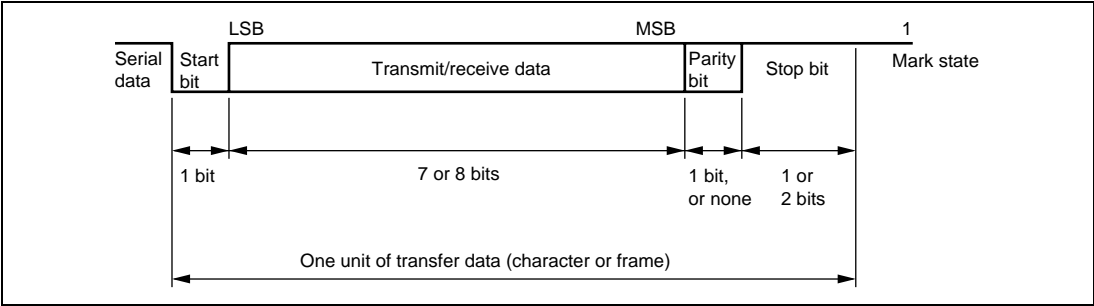 LSB
MSB
1
Serial
data
Start
bit
Transmit/receive data
Parity
bit
Stop bit
Mark state
1 bit
7 or 8 bits
1 bit,
or none
1 or
2 bits
One unit of transfer data (character or frame)